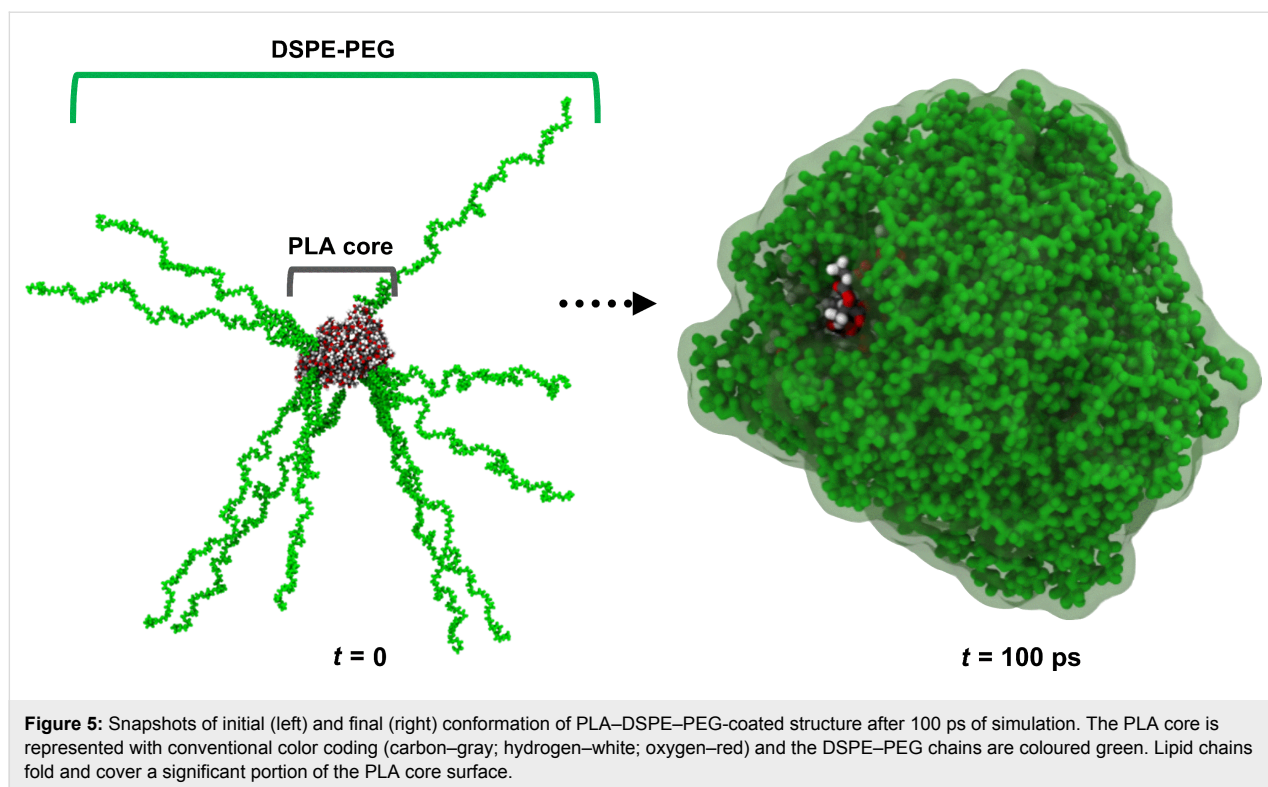 DSPE-PEG
PLA core
t = 0
t = 100 ps
Figure 5: Snapshots of initial (left) and final (right) conformation of PLA–DSPE–PEG-coated structure after 100 ps of simulation. The PLA core is
represented with conventional color coding (carbon–gray; hydrogen–white; oxygen–red) and the DSPE–PEG chains are coloured green. Lipid chains
fold and cover a significant portion of the PLA core surface.